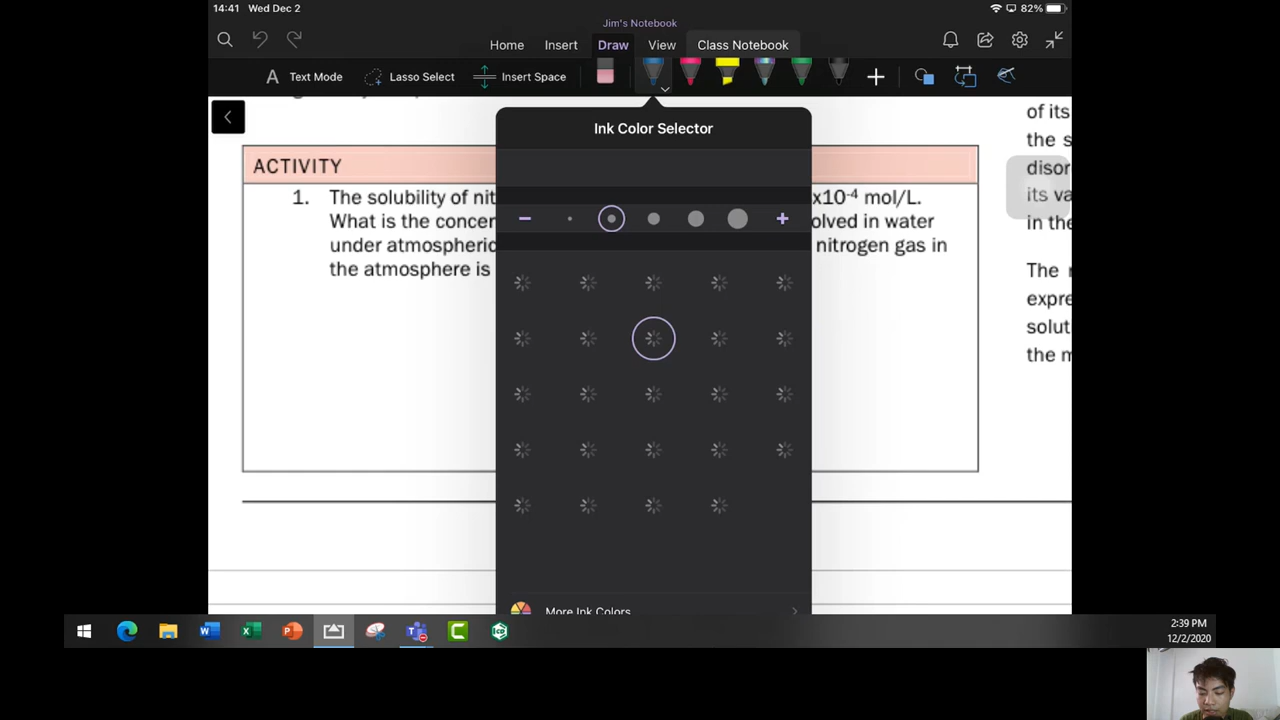 14:41 Wed Dec 2
82%
Jim's Notebook
Home Insert Draw View Class Notebook
Text Mode Lasso Select Insert Space
Ink Color Selector
ACTIVITY
1. The solubility of nit x10-4 mol/L.
What is the concen olved in water
under atmospheric nitrogen gas in
the atmosphere is
of its
the s
disor
its va
in the
The
expre
solut
the m
More Ink Colors
2:39 PM
12/2/2020